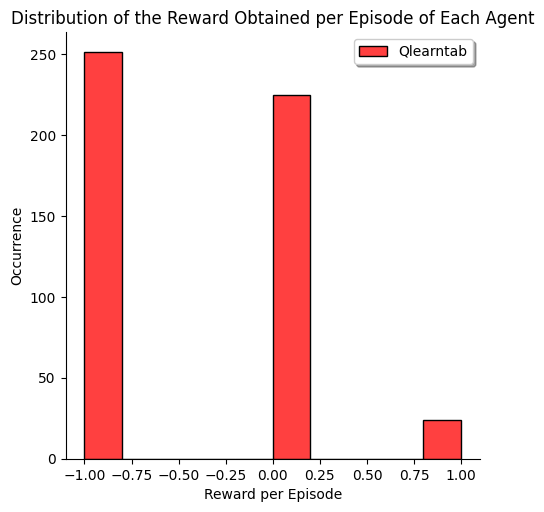 Distribution of the Reward Obtained per Episode of Each Agent
Qlearntab
250
200
150
100
50
0
Occurrence
−1.00 −0.75 −0.50 −0.25 0.00 0.25 0.50 0.75 1.00
Reward per Episode